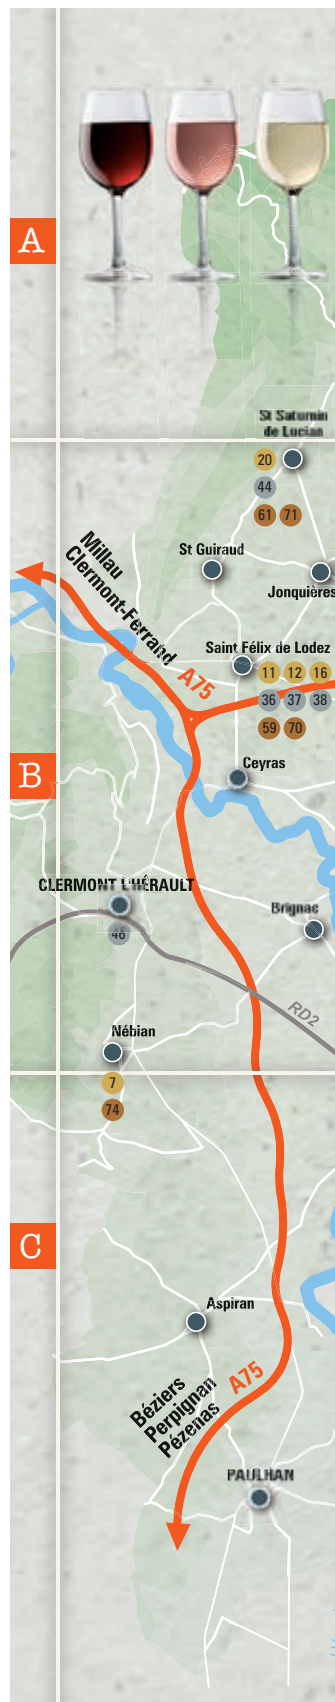 A
St Saturnin
de Lucian
20
44
61 71
Millau
Clermont-Ferrand
St Guiraud
Jonquières
Saint Félix de Lodez
A75
11 12 16
36 37 38
59 70
B
Ceyras
CLERMONT L'HÉRAULT
46
Brignac
RD2
Nébian
7
74
C
Aspiran
A75
Béziers
Perpignan
Pézenas
PAULHAN